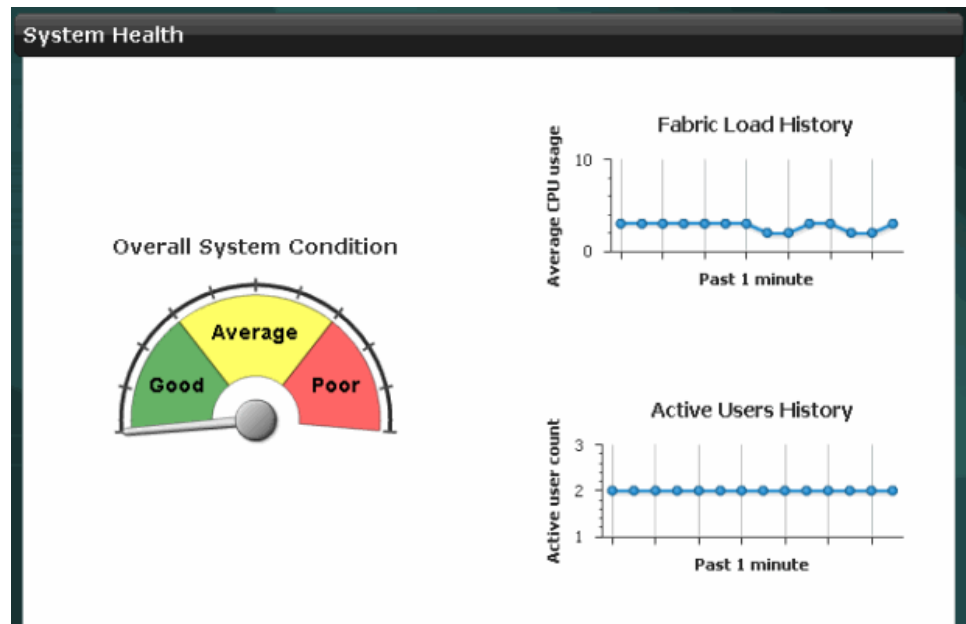 System Health
Overall System Condition
Good
Average
Poor
Fabric Load History
Average CPU usage
10
0
Past 1 minute
Active Users History
Active user count
3
2
1
Past 1 minute